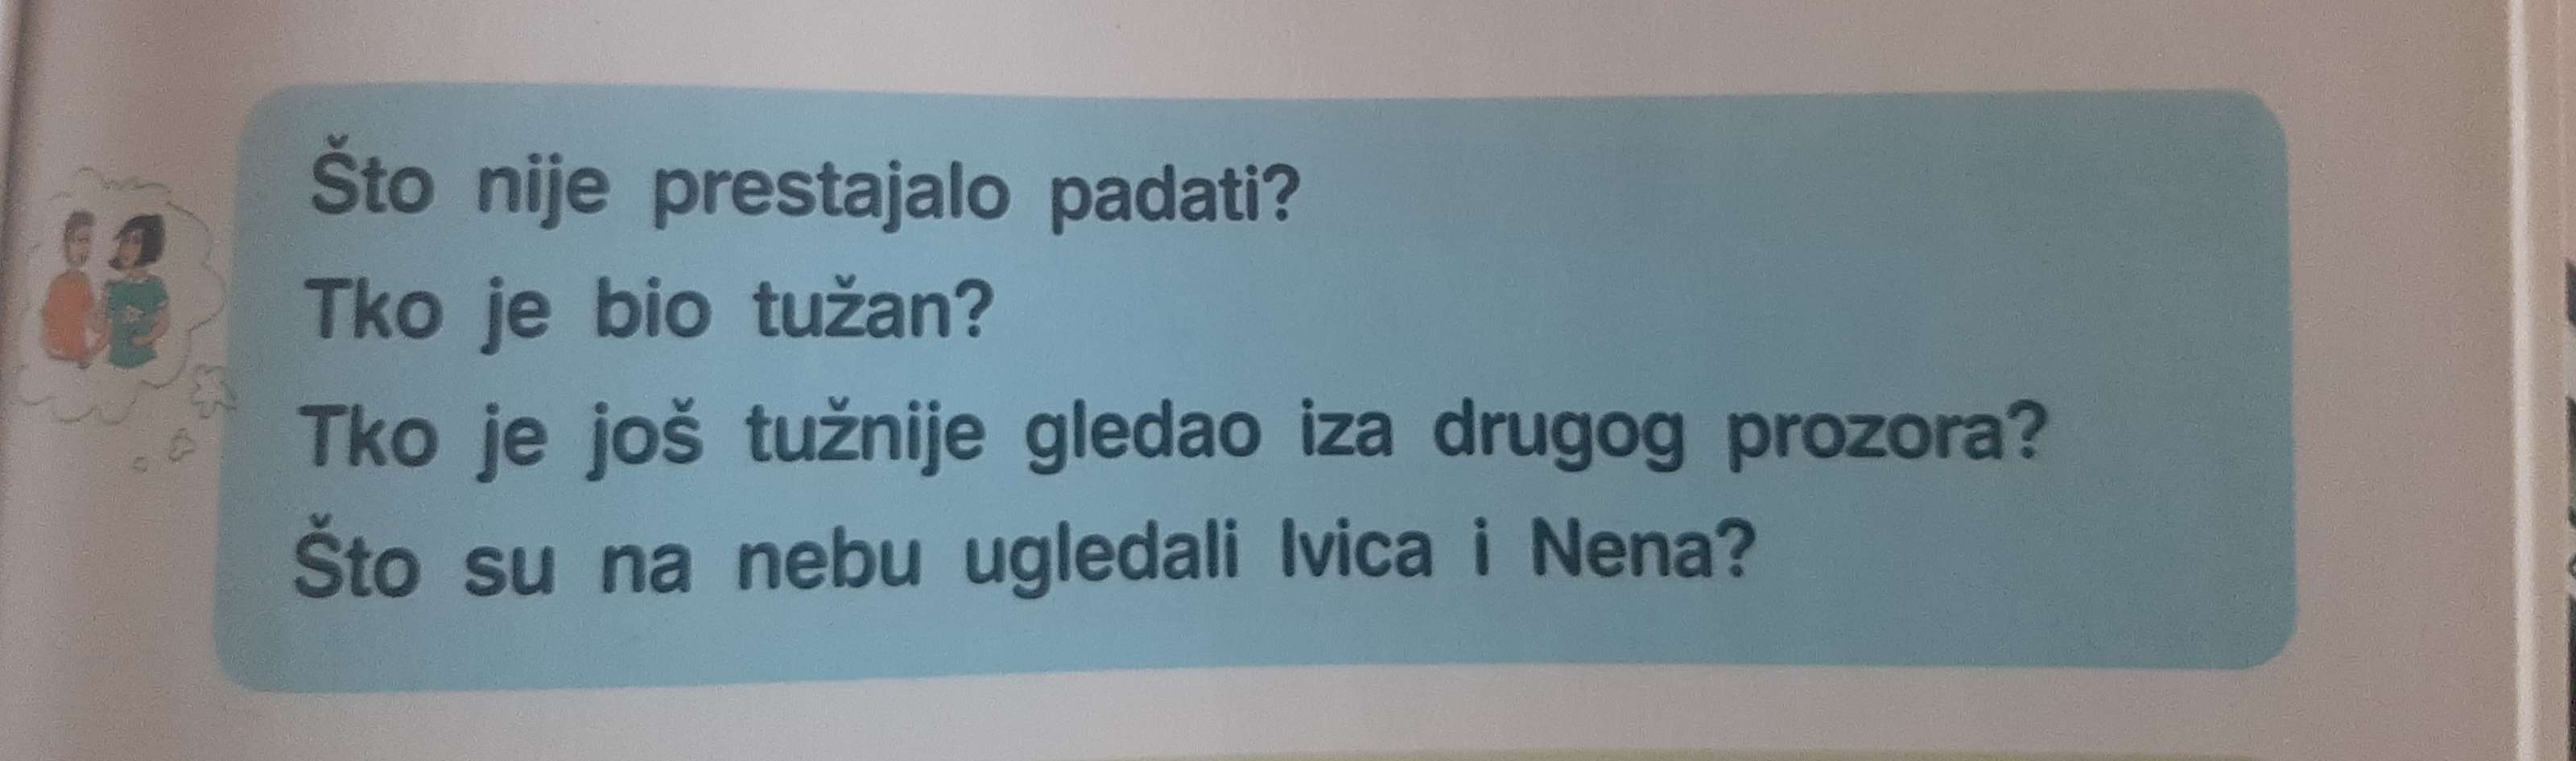 Što nije prestajalo padati?
Tko je bio tužan?
Tko je još tužnije gledao iza drugog prozora?
Što su na nebu ugledali Ivica i Nena?